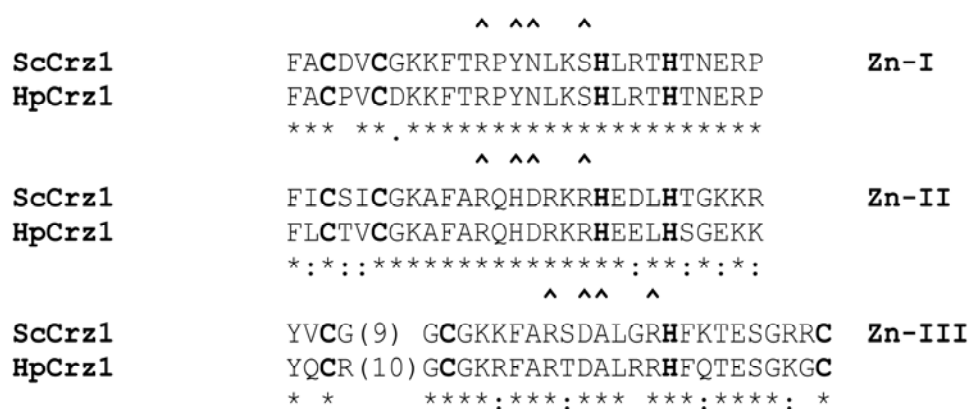 ^ ^^ ^
ScCrz1 FACDVCGKKFTRPYNLKSHLRTHTNERP Zn-I
HpCrz1 FACPVCDKKFTRPYNLKSHLRTHTNERP
*** **.*********************
^ ^^ ^
ScCrz1 FICSICGKAFARQHDRKRHEDLHTGKKR Zn-II
HpCrz1 FLCTVCGKAFARQHDRKRHEELHSGEKK
*:*::***************:**:*:*:
^ ^^ ^
ScCrz1 YVCG(9) GCGKKFARSDALGRHFKTESGRRC Zn-III
HpCrz1 YQCR(10)GCGKRFARTDALRRHFQTESGKGC
* * ****:***:*** ***:****: *